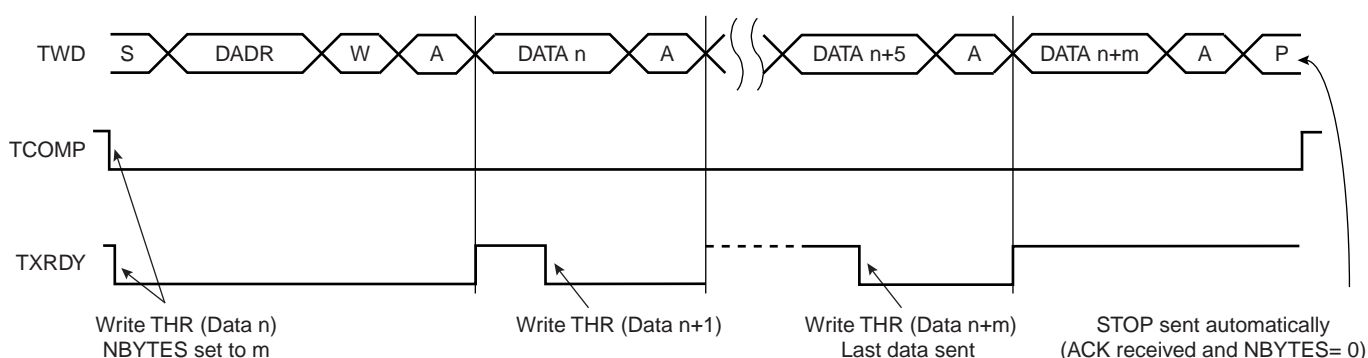 TWD S DADR W A DATA n A DATA n+5 A DATA n+m A P
TCOMP
TXRDY
Write THR (Data n)
NBYTES set to m
Write THR (Data n+1)
Write THR (Data n+m)
Last data sent
STOP sent automatically
(ACK received and NBYTES= 0)